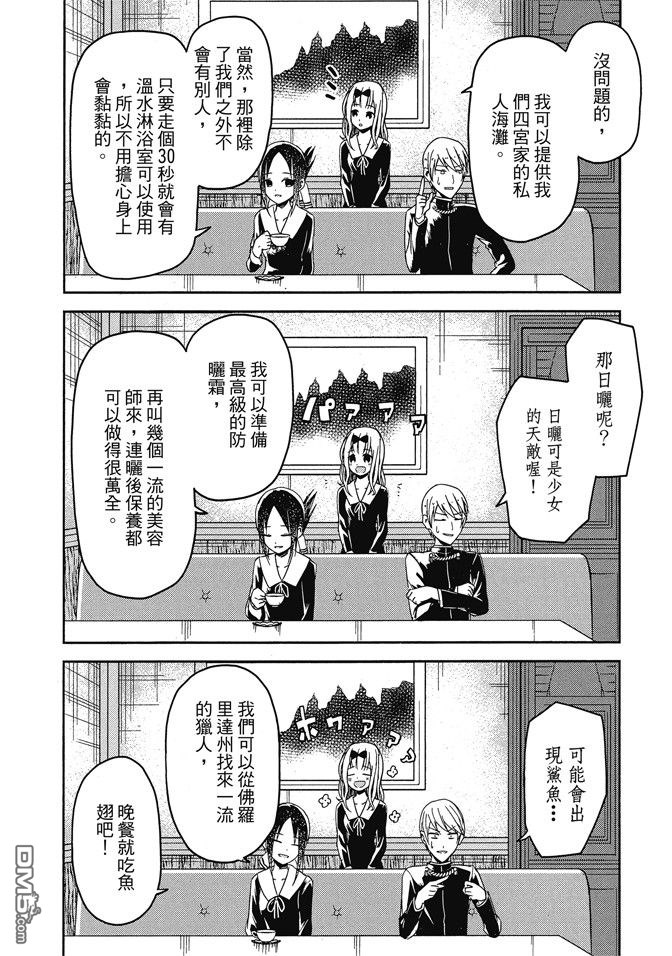 沒問題的，
我可以提供我
們四宮家的私
人海灘。
當然，那裡除
了我們之外不
會有別人，
只要走個30秒就會有
溫水淋浴室可以使用
，所以不用擔心身上
會黏黏的。
那日曬呢？
日曬可是少女
的天敵喔！
我可以準備
最高級的防
曬霜，
再叫幾個一流的美容
師來，連曬後保養都
可以做得很萬全。
パァァァ
可能會出
現鯊魚⋯
我們可以從佛羅
里達州找來一流
的獵人，
晚餐就吃魚
翅吧！
ホワァァァ
DM5.com